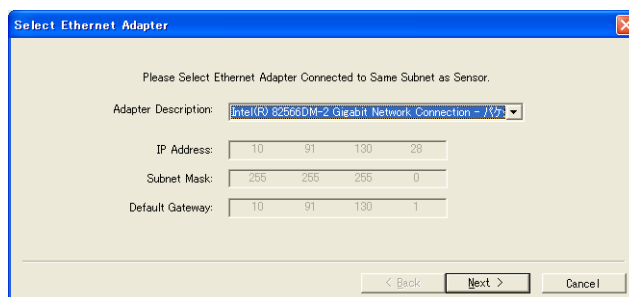 Select Ethernet Adapter
Please Select Ethernet Adapter Connected to Same Subnet as Sensor.
Adapter Description: Intel(R) 82566DM-2 Gigabit Network Connection - パケッ
IP Address: 10 91 130 28
Subnet Mask: 255 255 255 0
Default Gateway: 10 91 130 1
< Back Next > Cancel